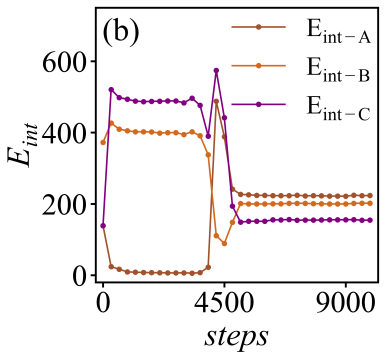 (b)
E_int−A
E_int−B
E_int−C
E_int
600
400
200
0
0 4500 9000
steps